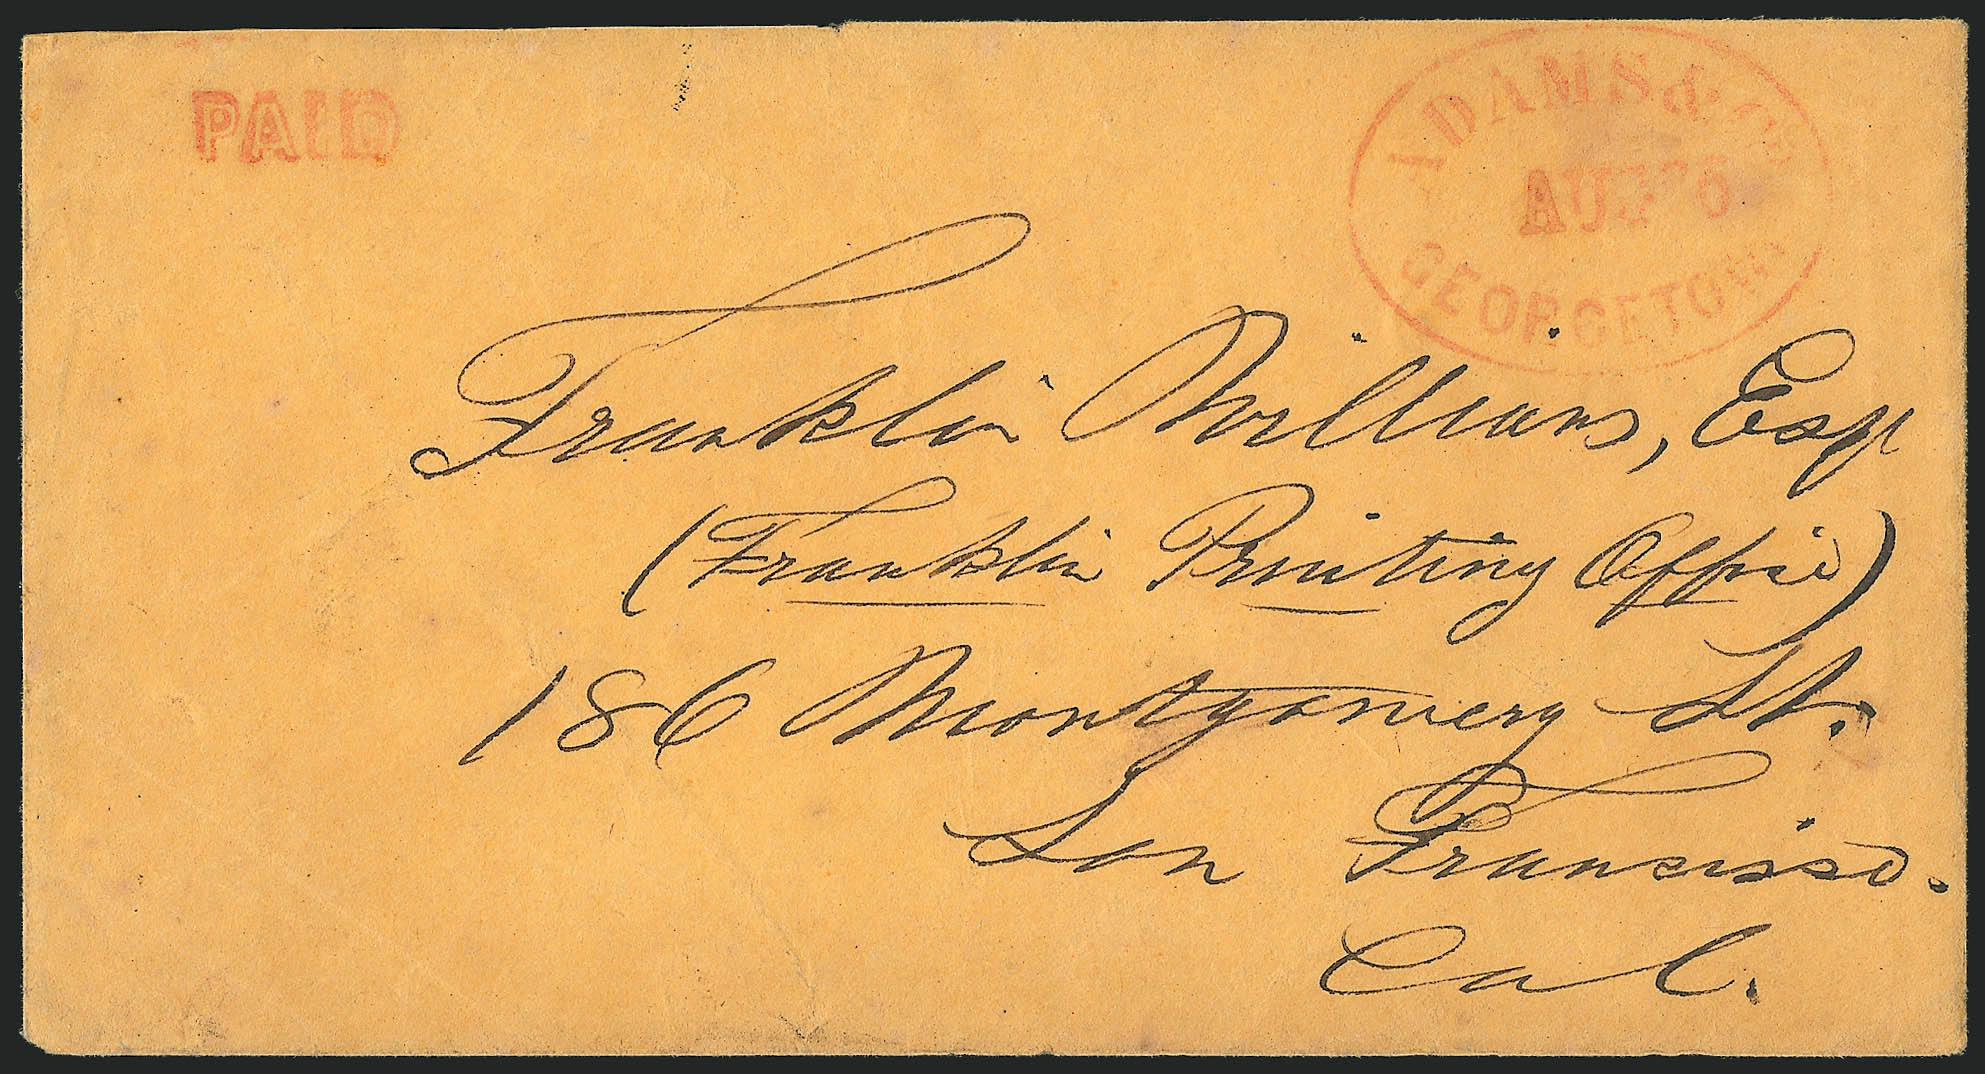 PAID
ADAMS & Co
AUG 6
GEORGETOWN
Franklin Williams, Esq
(Franklin Printing Office)
186 Montgomery St.
San Francisco.
Cal.